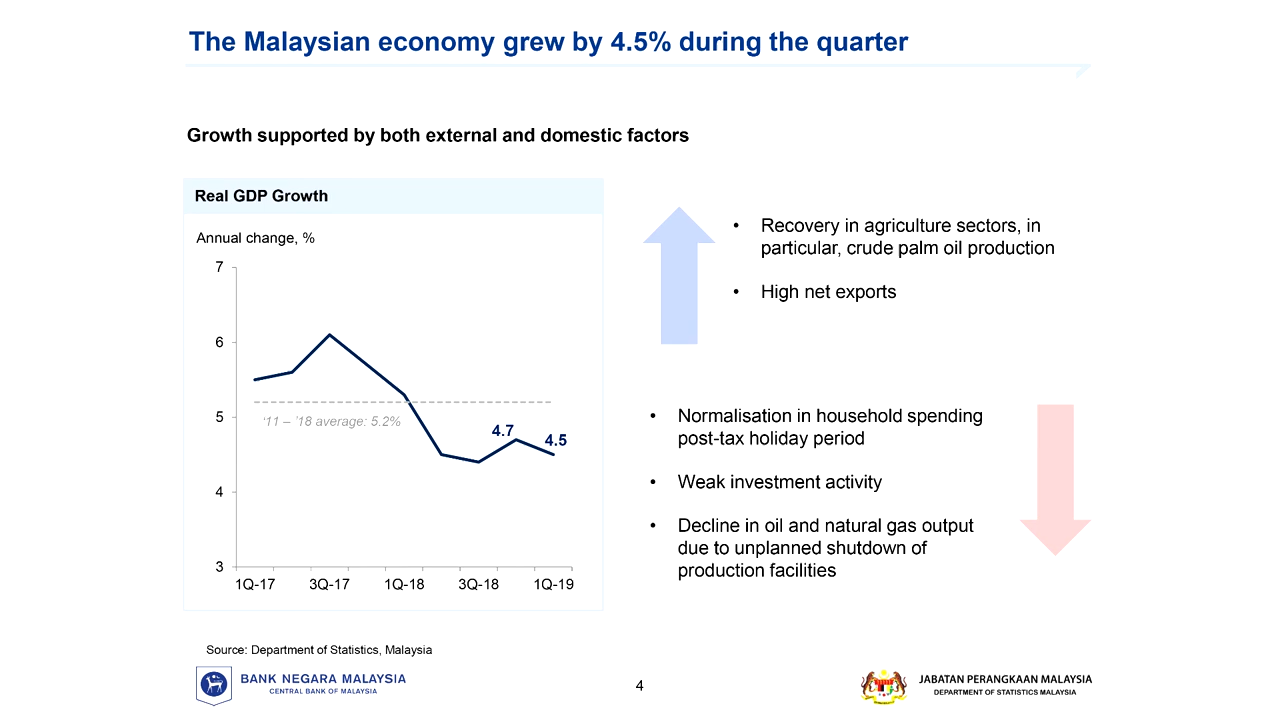 The Malaysian economy grew by 4.5% during the quarter
Growth supported by both external and domestic factors
Real GDP Growth
Annual change, %
7
6
5
4
3
‘11 – ’18 average: 5.2%
4.7
4.5
1Q-17
3Q-17
1Q-18
3Q-18
1Q-19
• Recovery in agriculture sectors, in
particular, crude palm oil production
• High net exports
• Normalisation in household spending
post-tax holiday period
• Weak investment activity
• Decline in oil and natural gas output
due to unplanned shutdown of
production facilities
Source: Department of Statistics, Malaysia
BANK NEGARA MALAYSIA
CENTRAL BANK OF MALAYSIA
4
JABATAN PERANGKAAN MALAYSIA
DEPARTMENT OF STATISTICS MALAYSIA